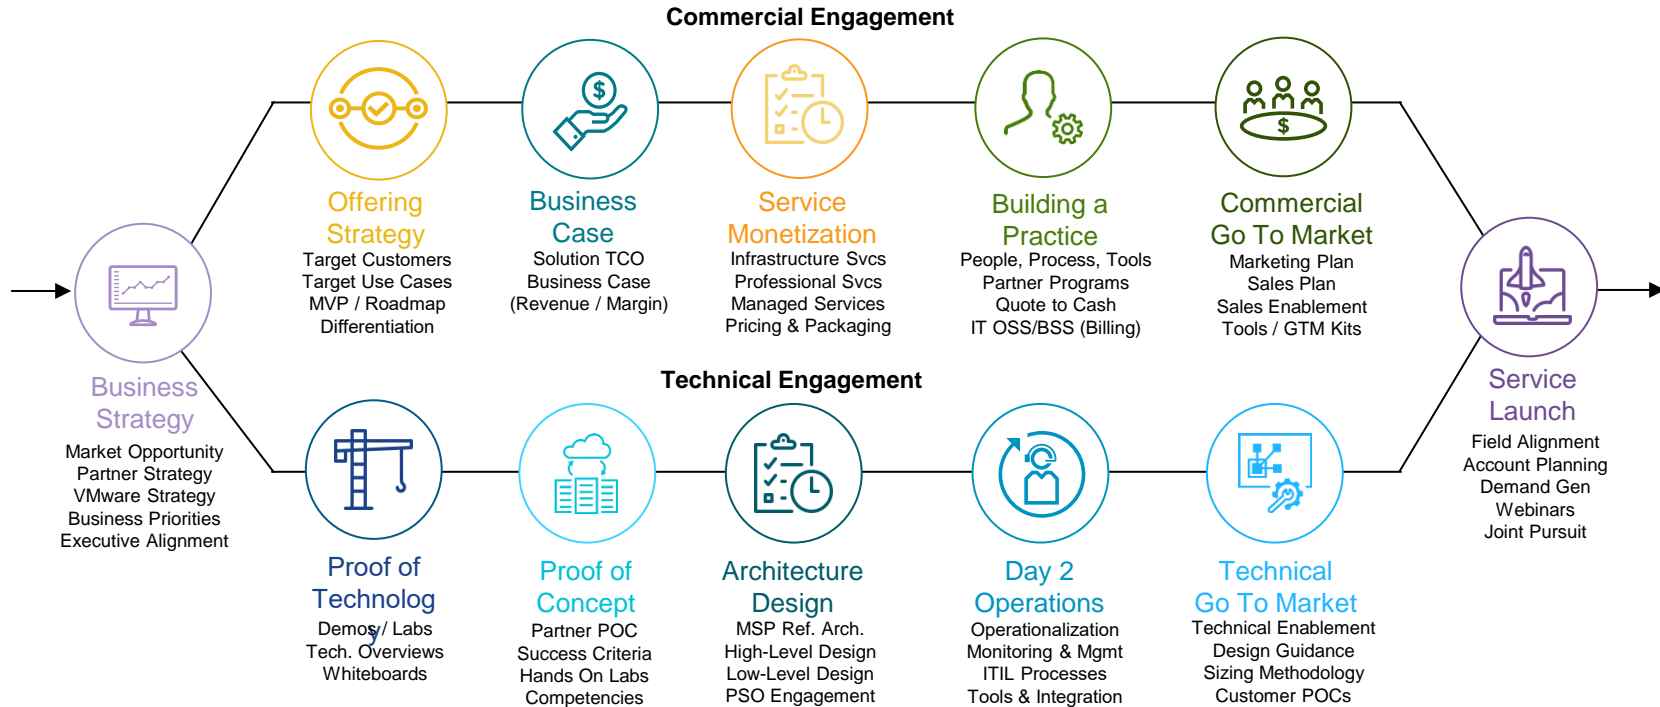 Commercial Engagement
$
$
Offering
Strategy
Target Customers
Target Use Cases
MVP / Roadmap
Differentiation
Business
Case
Solution TCO
Business Case
(Revenue / Margin)
Service
Monetization
Infrastructure Svcs
Professional Svcs
Managed Services
Pricing & Packaging
Building a
Practice
People, Process, Tools
Partner Programs
Quote to Cash
IT OSS/BSS (Billing)
Commercial
Go To Market
Marketing Plan
Sales Plan
Sales Enablement
Tools / GTM Kits
Business
Strategy
Market Opportunity
Partner Strategy
VMware Strategy
Business Priorities
Executive Alignment
Service
Launch
Field Alignment
Account Planning
Demand Gen
Webinars
Joint Pursuit
Technical Engagement
Proof of
Technolog
y
Demos / Labs
Tech. Overviews
Whiteboards
Proof of
Concept
Partner POC
Success Criteria
Hands On Labs
Competencies
Architecture
Design
MSP Ref. Arch.
High-Level Design
Low-Level Design
PSO Engagement
Day 2
Operations
Operationalization
Monitoring & Mgmt
ITIL Processes
Tools & Integration
Technical
Go To Market
Technical Enablement
Design Guidance
Sizing Methodology
Customer POCs